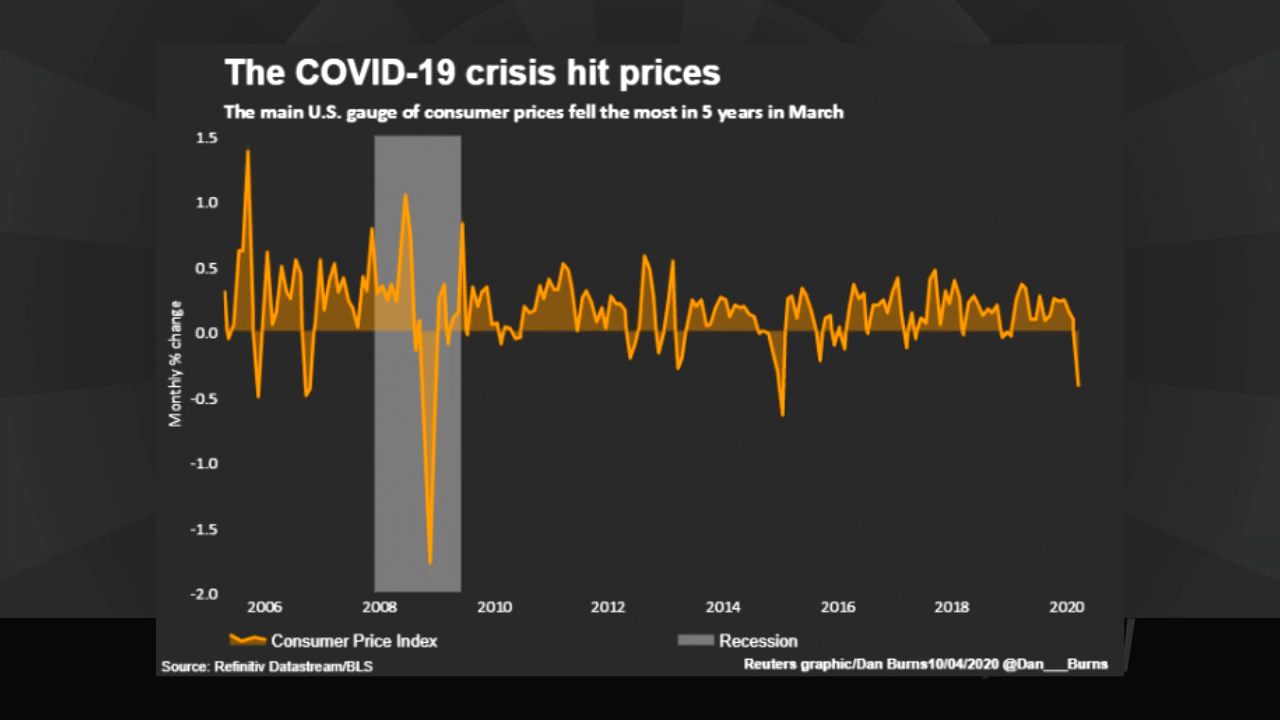 The COVID-19 crisis hit prices
The main U.S. gauge of consumer prices fell the most in 5 years in March
Monthly % change
1.5
1.0
0.5
0.0
-0.5
-1.0
-1.5
-2.0
2006 2008 2010 2012 2014 2016 2018 2020
Consumer Price Index Recession
Source: Refinitiv Datastream/BLS Reuters graphic/Dan Burns10/04/2020 @Dan___Burns